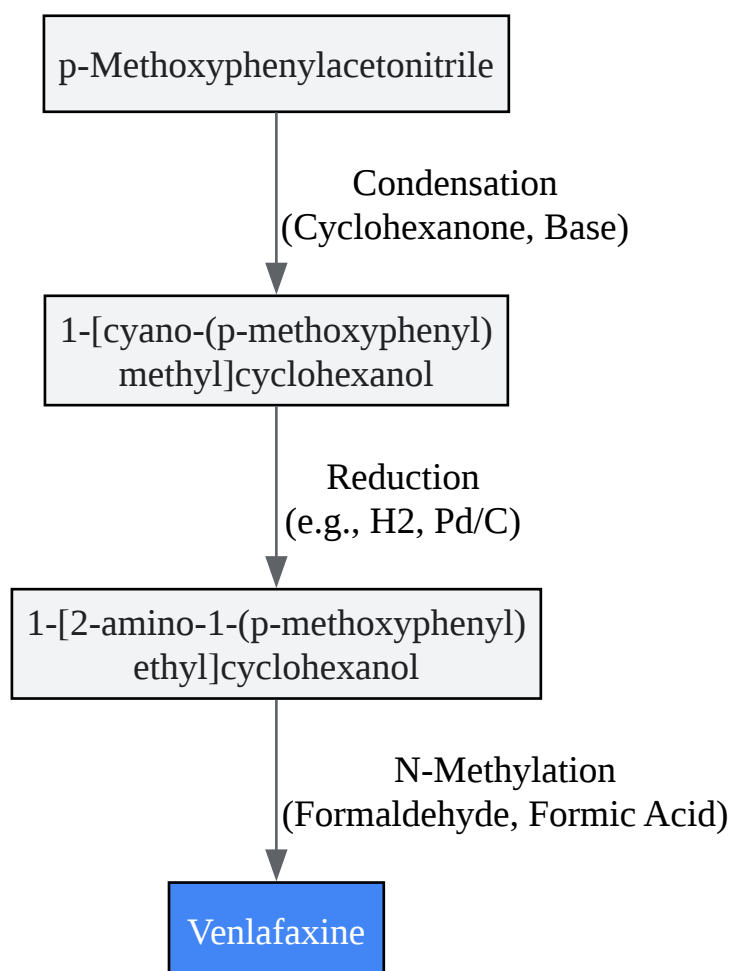 p-Methoxyphenylacetonitrile
Condensation
(Cyclohexanone, Base)
1-[cyano-(p-methoxyphenyl)
methyl]cyclohexanol
Reduction
(e.g., H2, Pd/C)
1-[2-amino-1-(p-methoxyphenyl)
ethyl]cyclohexanol
N-Methylation
(Formaldehyde, Formic Acid)
Venlafaxine